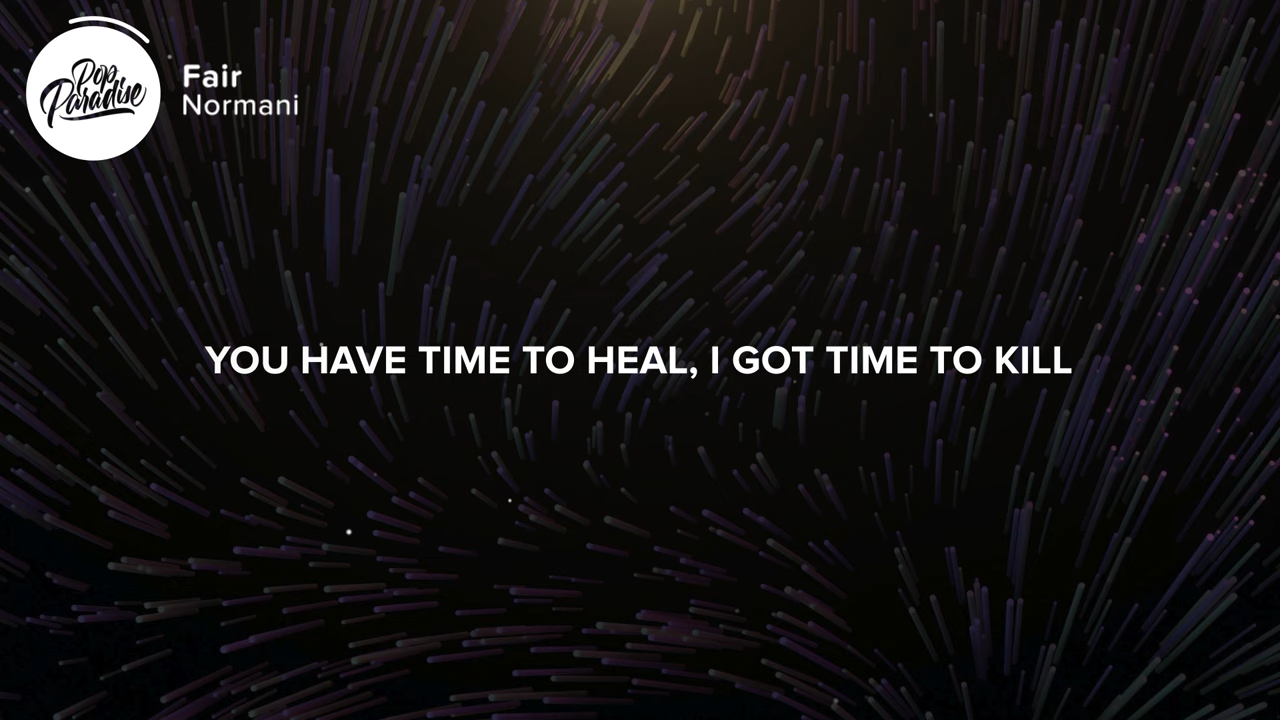 Pop
Paradise
Fair
Normani
YOU HAVE TIME TO HEAL, I GOT TIME TO KILL